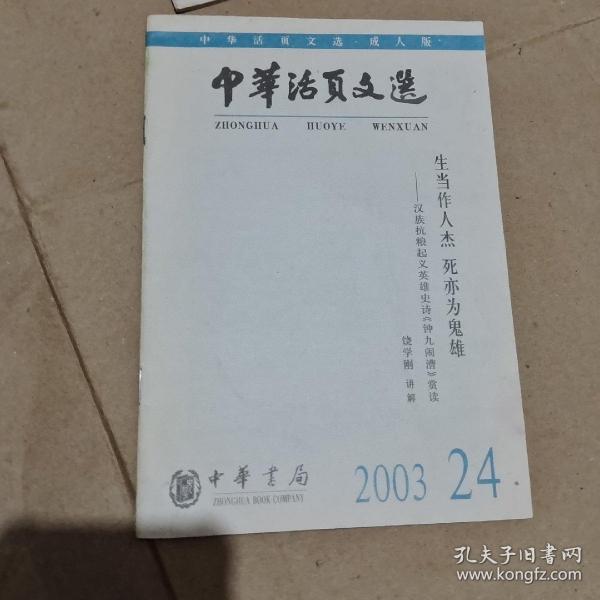 中华活页文选·成人版
中華活頁文選
ZHONGHUA HUOYE WENXUAN
生当作人杰 死亦为鬼雄
——汉族抗粮起义英雄史诗《钟九闹漕》赏读
饶学刚 讲解
中華書局
ZHONGHUA BOOK COMPANY
2003 24
孔夫子旧书网
www.kongfz.com